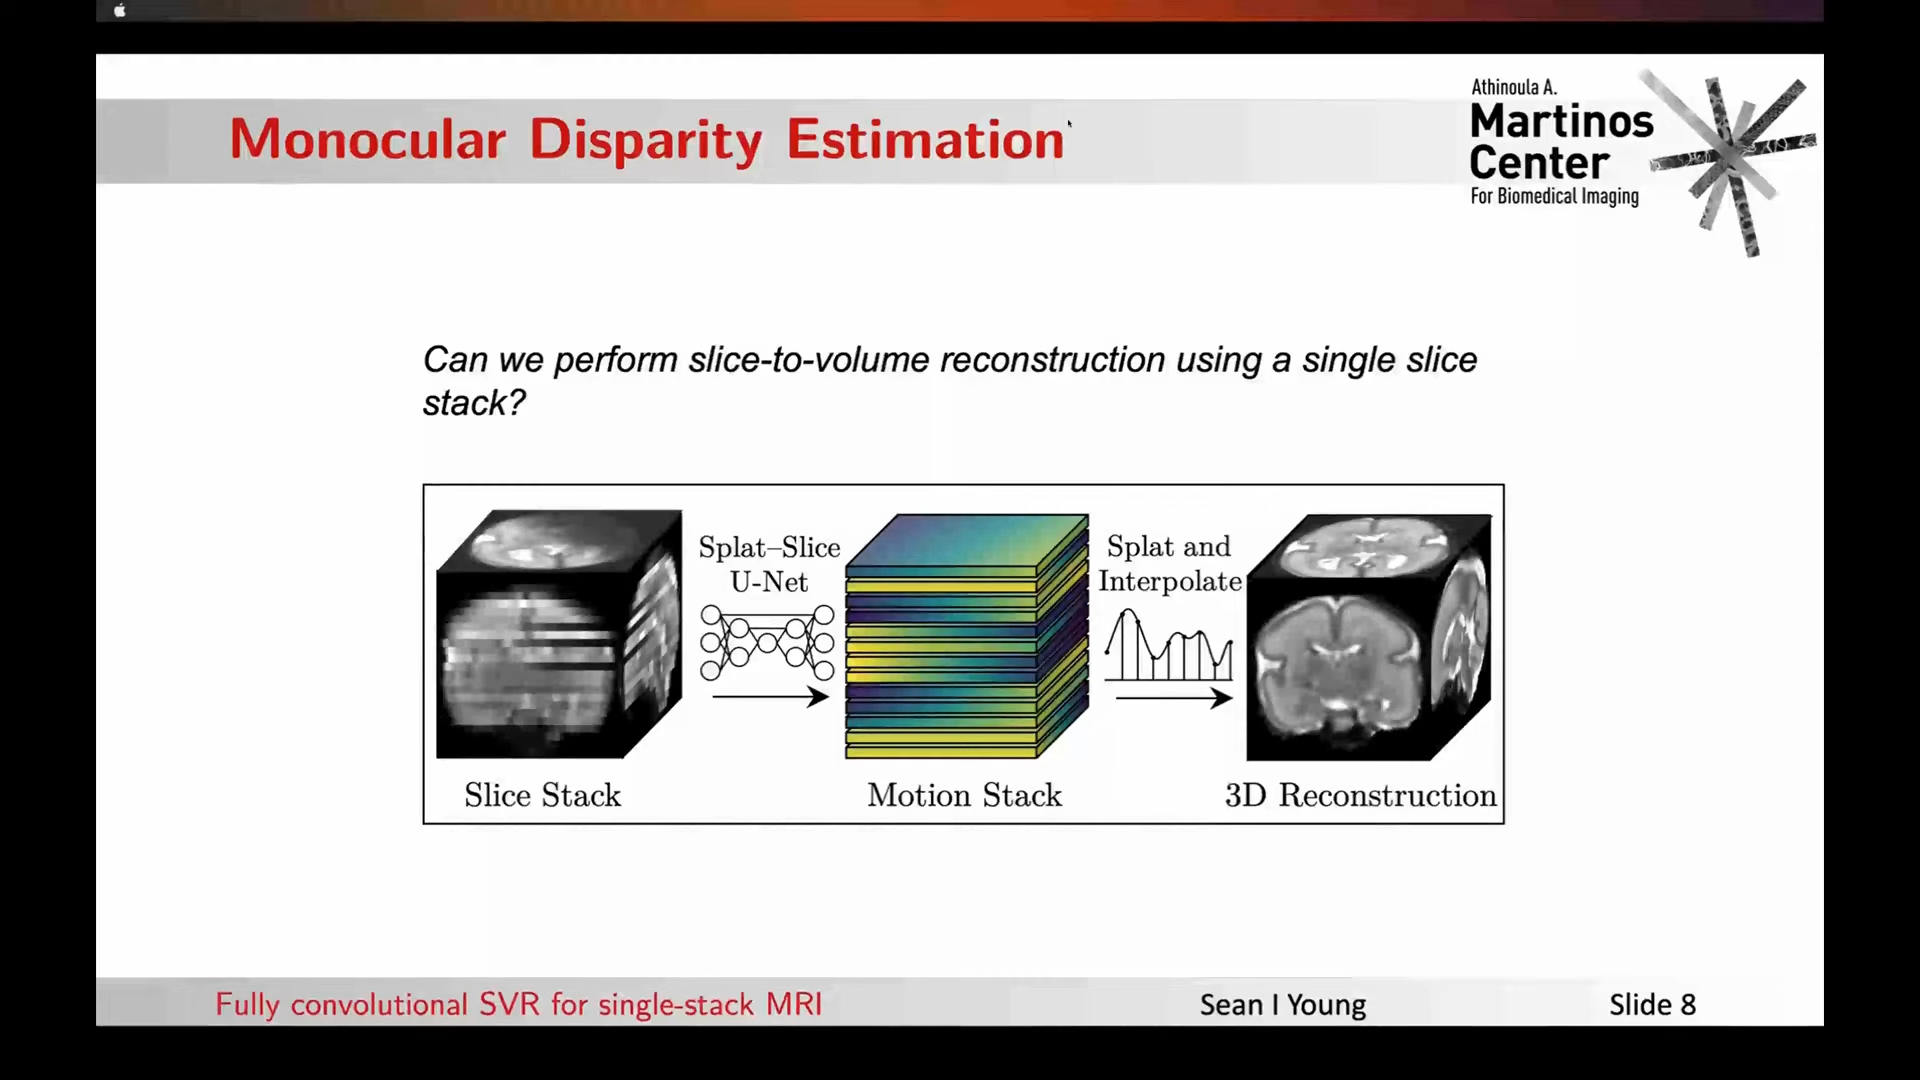 Monocular Disparity Estimation
Athinoula A.
Martinos
Center
For Biomedical Imaging
Can we perform slice-to-volume reconstruction using a single slice
stack?
Splat–Slice
U-Net
Splat and
Interpolate
Slice Stack
Motion Stack
3D Reconstruction
Fully convolutional SVR for single-stack MRI
Sean I Young
Slide 8